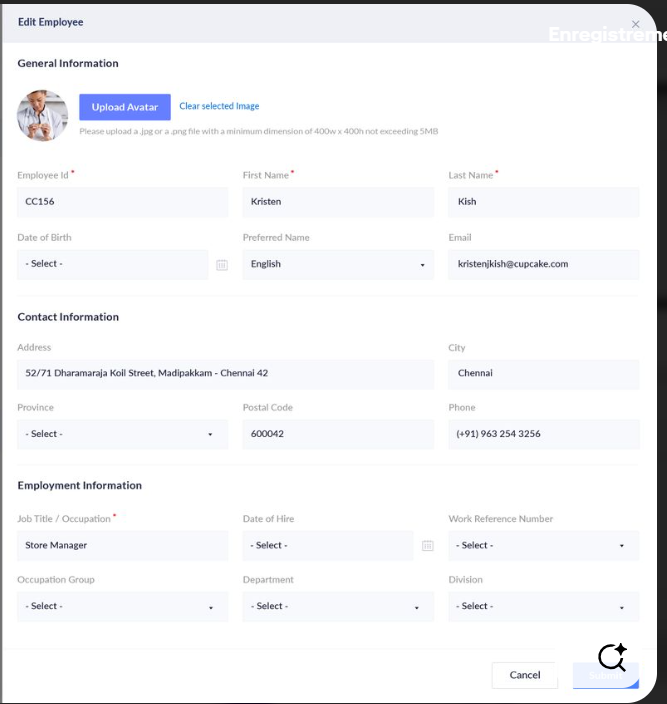 Edit Employee
General Information
Upload Avatar Clear selected Image
Please upload a .jpg or a .png file with a minimum dimension of 400w x 400h not exceeding 5MB
Employee Id * First Name * Last Name *
CC156 Kristen Kish
Date of Birth Preferred Name Email
- Select - English kristenjkish@cupcake.com
Contact Information
Address City
52/71 Dharamaraja Koil Street, Madipakkam - Chennai 42 Chennai
Province Postal Code Phone
- Select - 600042 (+91) 963 254 3256
Employment Information
Job Title / Occupation * Date of Hire Work Reference Number
Store Manager - Select - - Select -
Occupation Group Department Division
- Select - - Select - - Select -
Cancel Submit